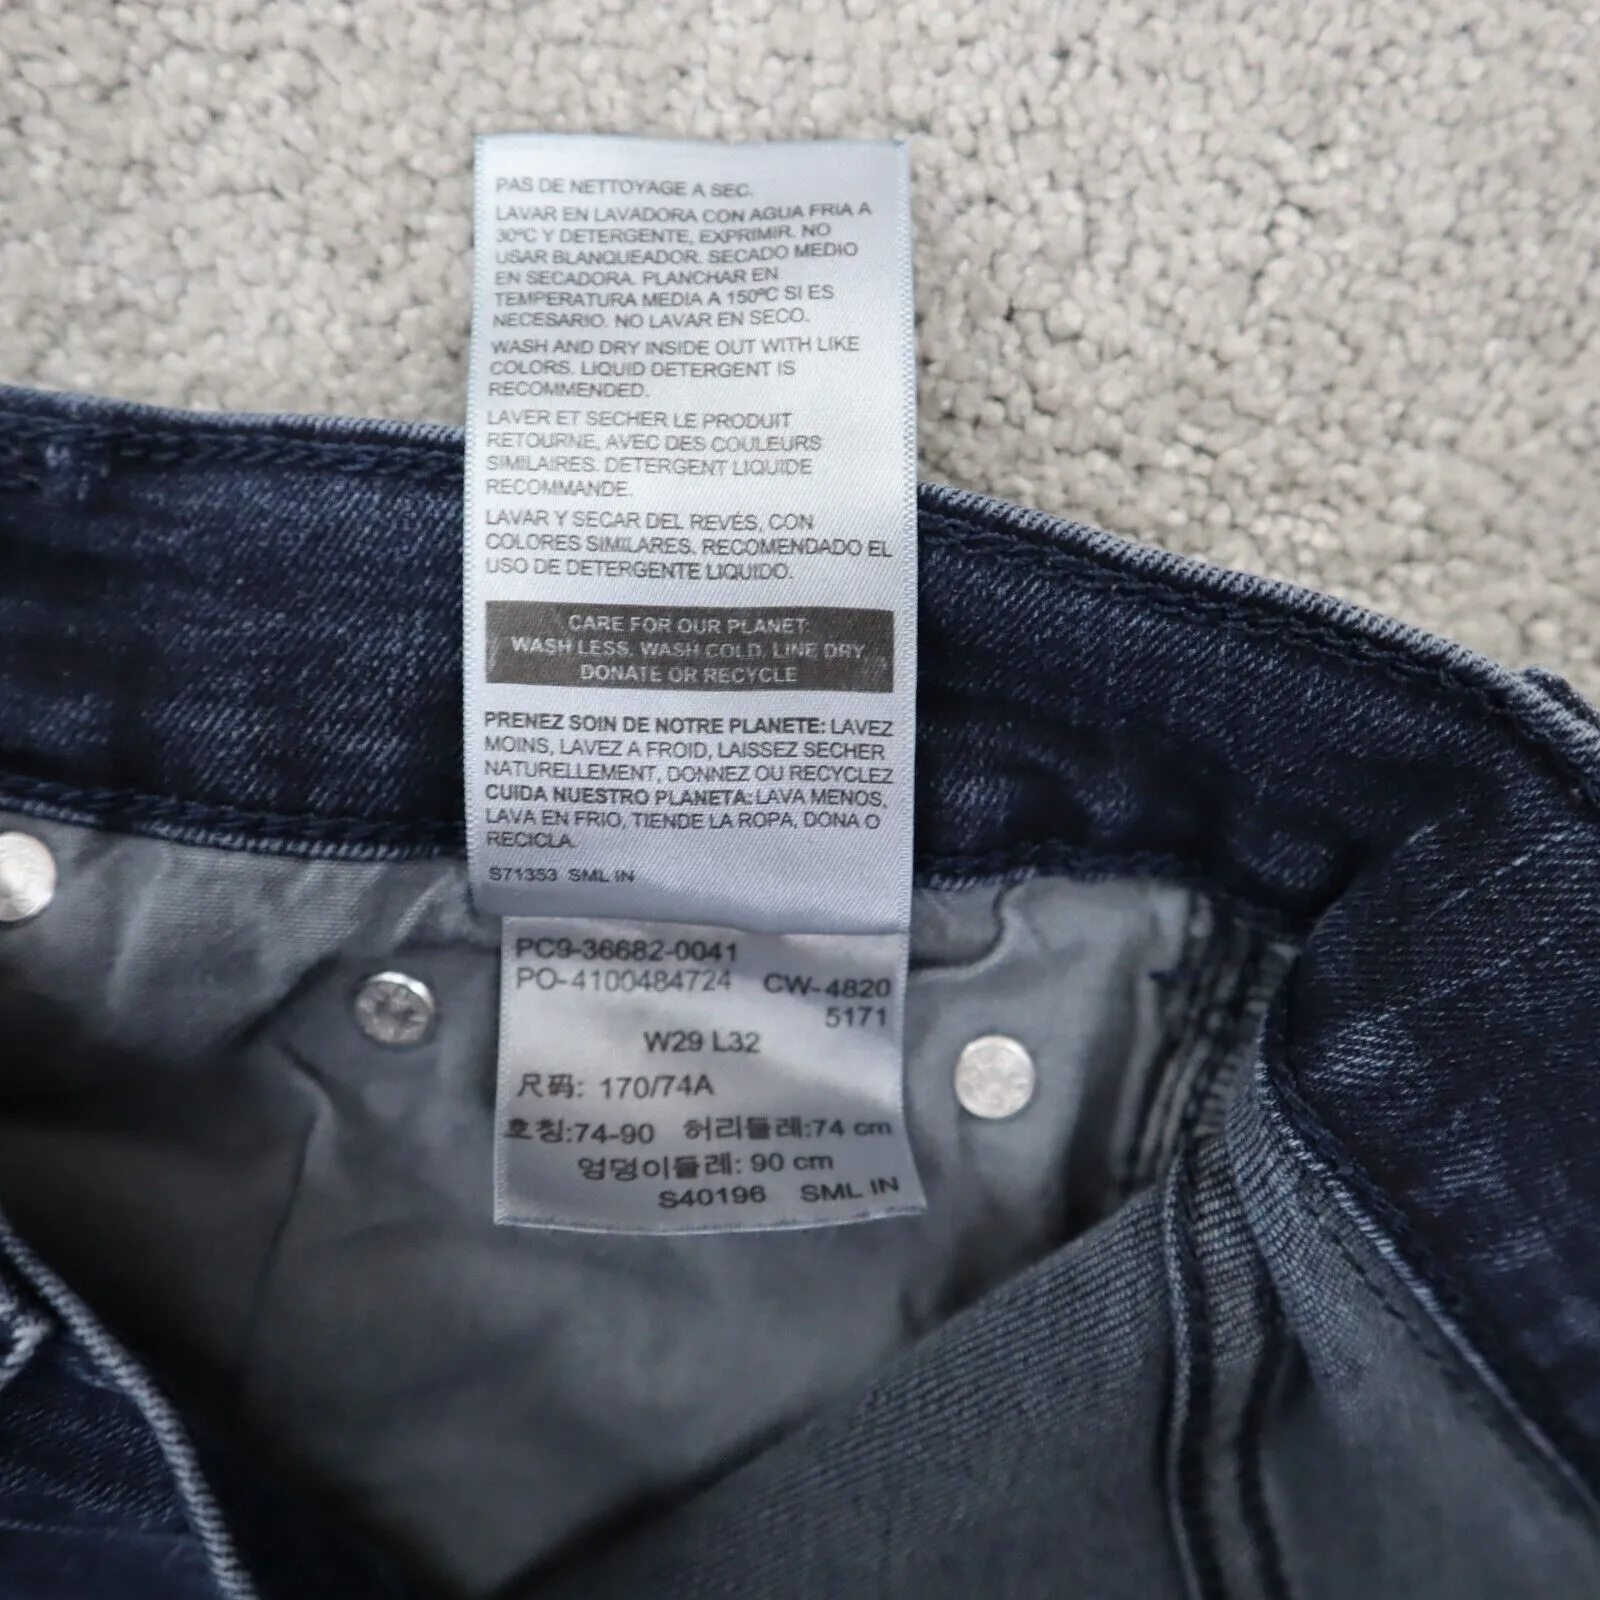 PAS DE NETTOYAGE A SEC.
LAVAR EN LAVADORA CON AGUA FRIA A
30ºC Y DETERGENTE, EXPRIMIR. NO
USAR BLANQUEADOR. SECADO MEDIO
EN SECADORA. PLANCHAR EN
TEMPERATURA MEDIA A 150ºC SI ES
NECESARIO. NO LAVAR EN SECO.
WASH AND DRY INSIDE OUT WITH LIKE
COLORS. LIQUID DETERGENT IS
RECOMMENDED.
LAVER ET SECHER LE PRODUIT
RETOURNE, AVEC DES COULEURS
SIMILAIRES. DETERGENT LIQUIDE
RECOMMANDE.
LAVAR Y SECAR DEL REVÉS, CON
COLORES SIMILARES. RECOMENDADO EL
USO DE DETERGENTE LIQUIDO.
CARE FOR OUR PLANET:
WASH LESS, WASH COLD, LINE DRY,
DONATE OR RECYCLE
PRENEZ SOIN DE NOTRE PLANETE: LAVEZ
MOINS, LAVEZ A FROID, LAISSEZ SECHER
NATURELLEMENT, DONNEZ OU RECYCLEZ
CUIDA NUESTRO PLANETA: LAVA MENOS,
LAVA EN FRIO, TIENDE LA ROPA, DONA O
RECICLA.
S71353 SML IN
PC9-36682-0041
PO-4100484724 CW-4820
5171
W29 L32
尺码: 170/74A
호칭:74-90 허리둘레:74 cm
엉덩이둘레: 90 cm
S40196 SML IN